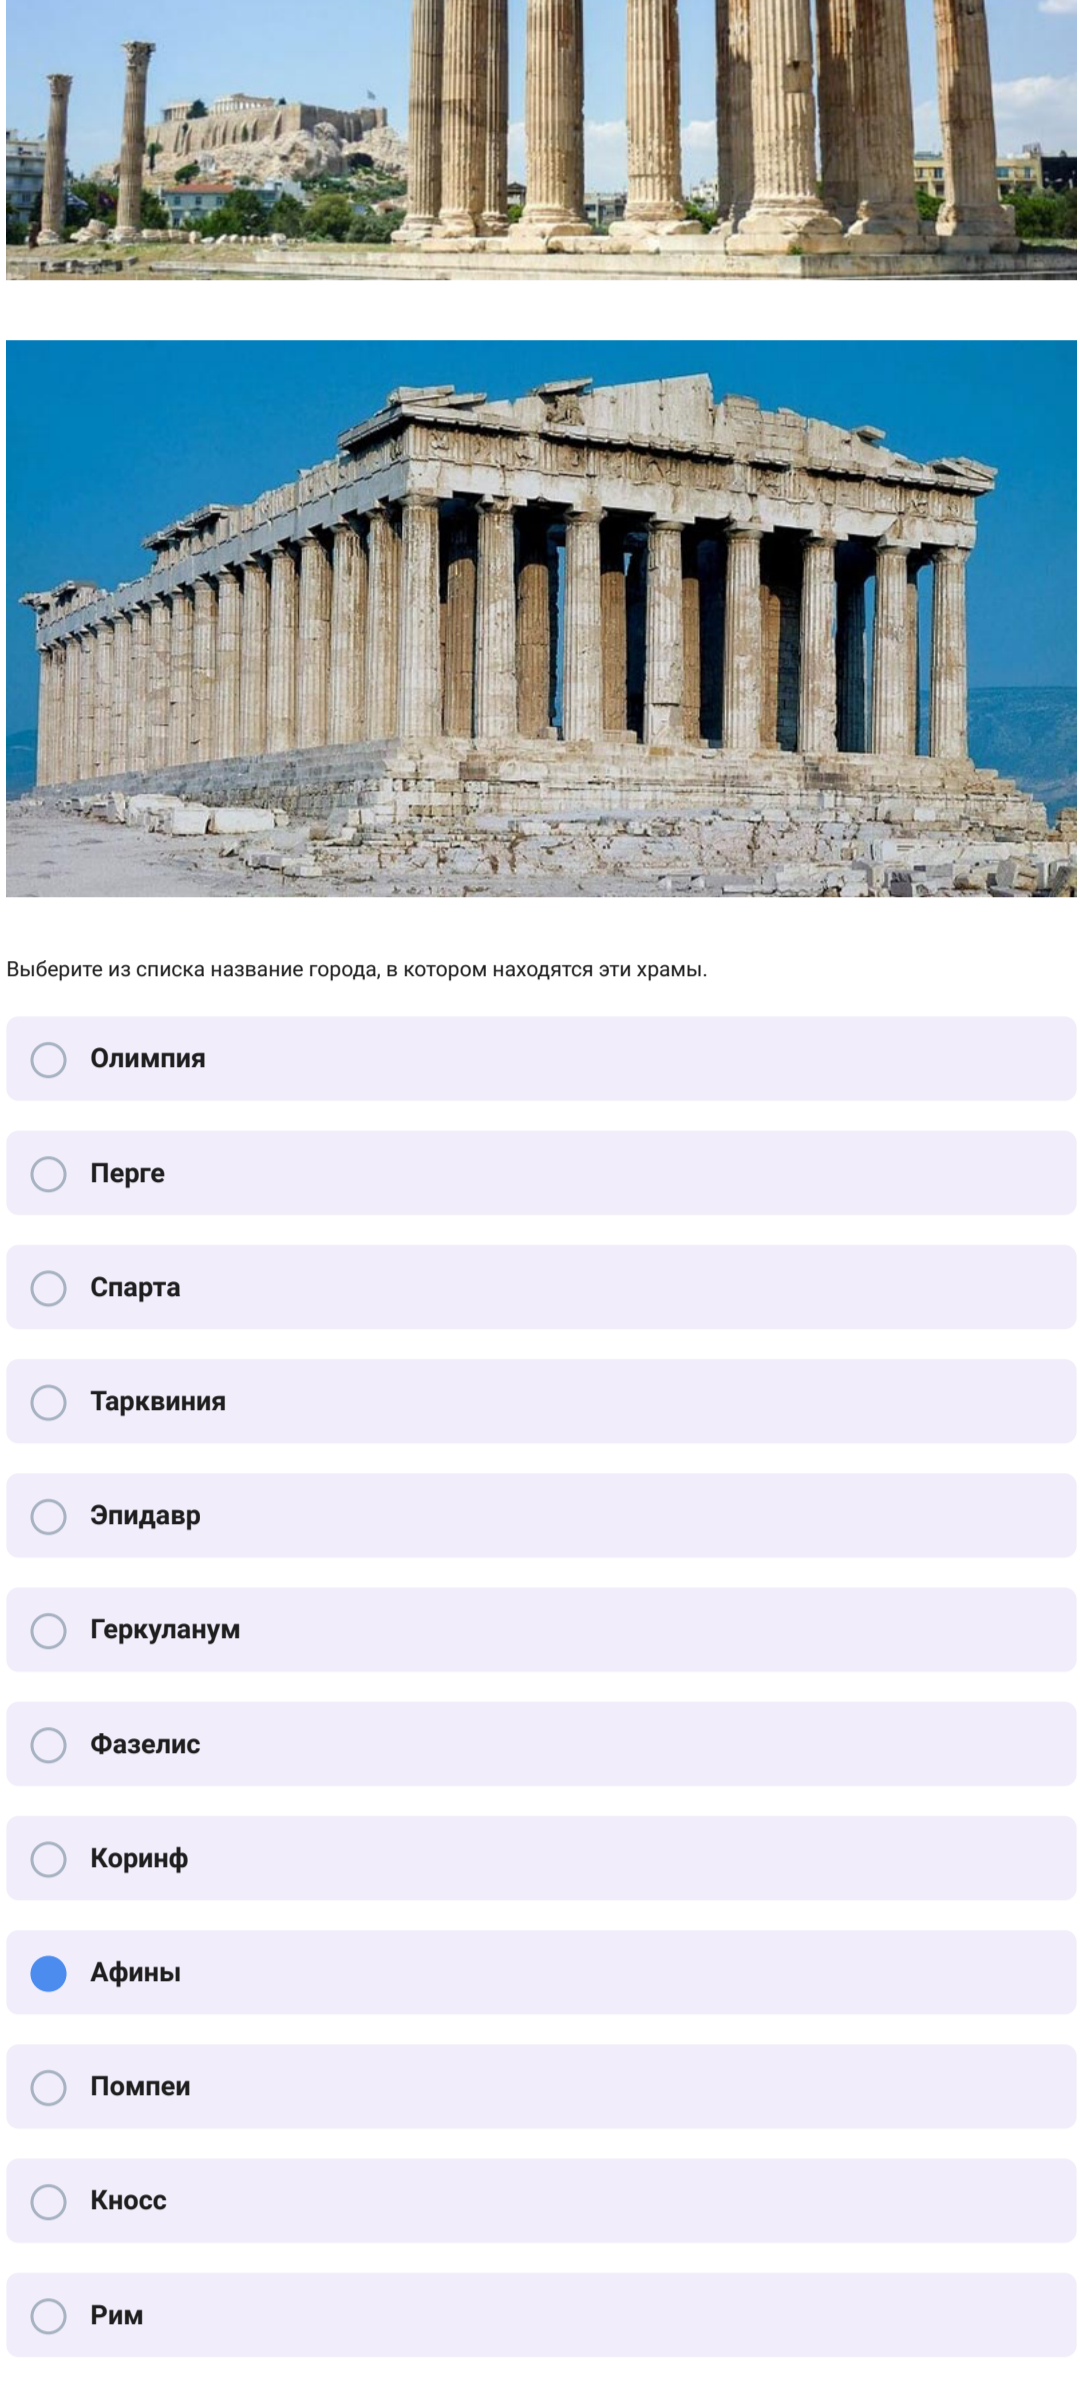 Выберите из списка название города, в котором находятся эти храмы.
Олимпия
Перге
Спарта
Тарквиния
Эпидавр
Геркуланум
Фазелис
Коринф
Афины
Помпеи
Кносс
Рим